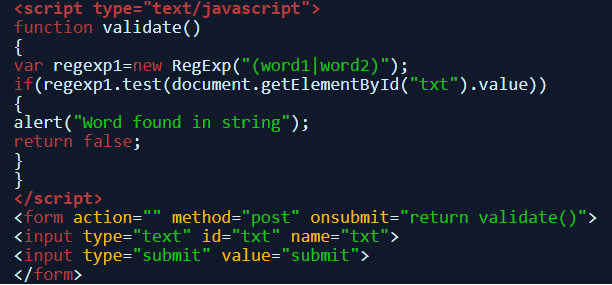 <script type="text/javascript">
function validate()
{
var regexp1=new RegExp("(word1|word2)");
if(regexp1.test(document.getElementById("txt").value))
{
alert("Word found in string");
return false;
}
}
</script>
<form action="" method="post" onsubmit="return validate()">
<input type="text" id="txt" name="txt">
<input type="submit" value="submit">
</form>